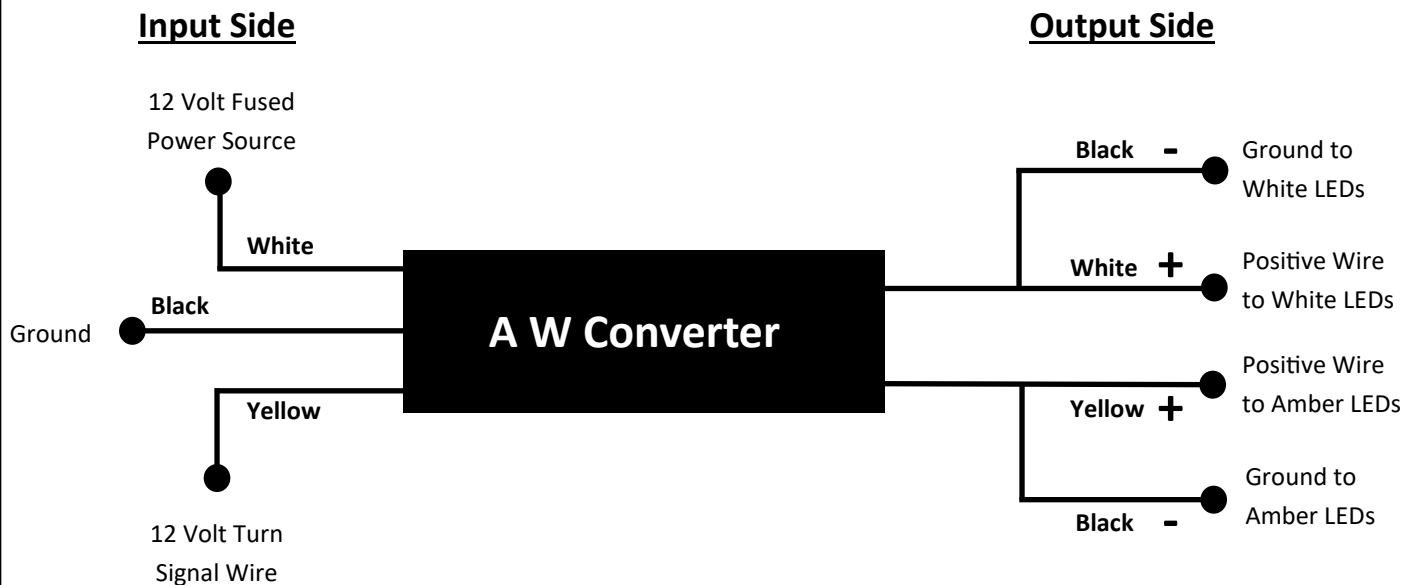 Input Side
Output Side
12 Volt Fused
Power Source
White
Black
Ground
Yellow
12 Volt Turn
Signal Wire
A W Converter
Black -
Ground to
White LEDs
White +
Positive Wire
to White LEDs
Positive Wire
to Amber LEDs
Yellow +
Ground to
Amber LEDs
Black -